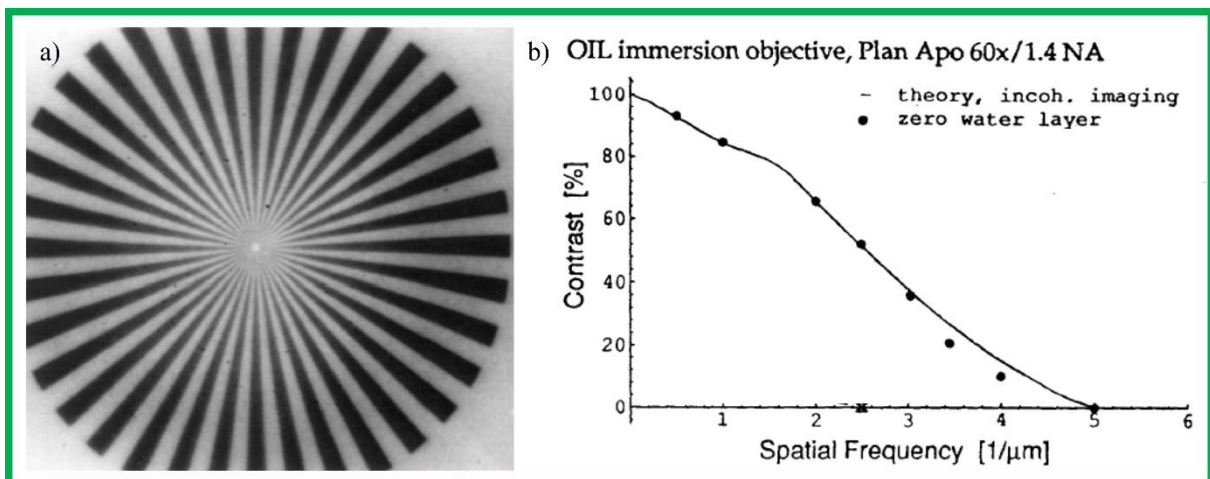 a)
b) OIL immersion objective, Plan Apo 60x/1.4 NA
100
– theory, incoh. imaging
● zero water layer
80
60
40
20
0
Contrast [%]
1 2 3 4 5 6
Spatial Frequency [1/μm]